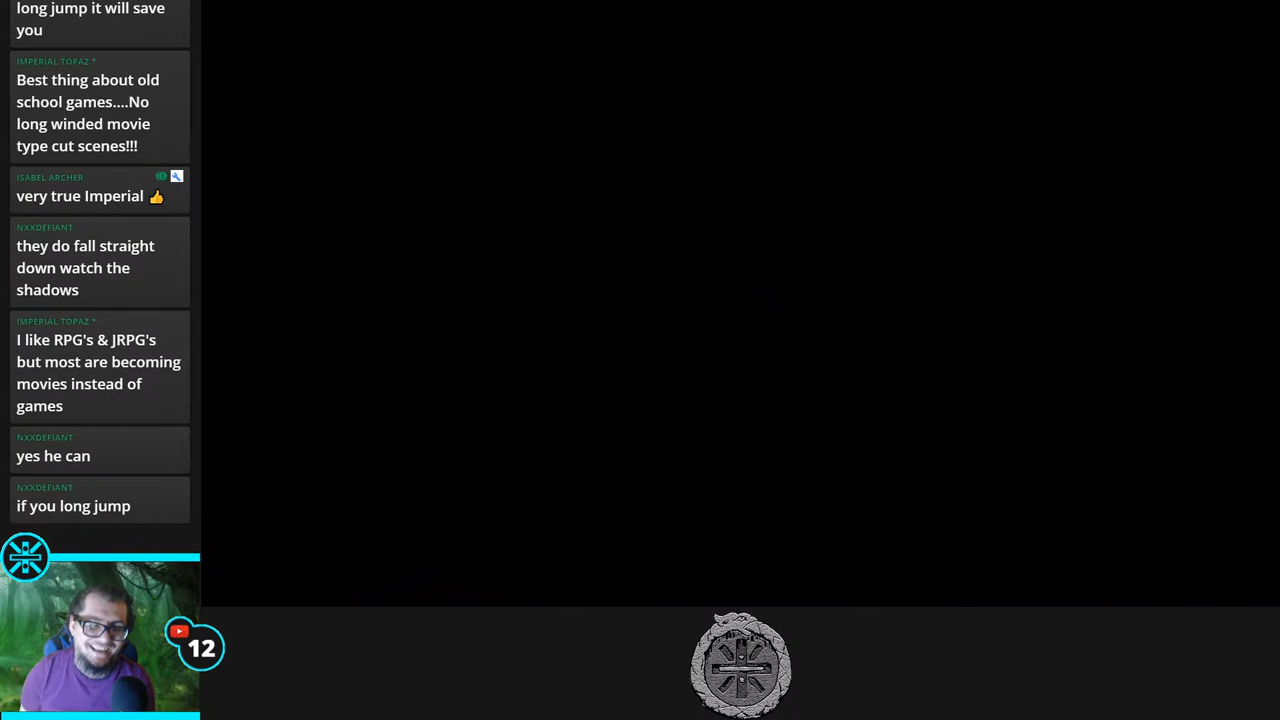 long jump it will save
you
IMPERIAL TOPAZ *
Best thing about old
school games....No
long winded movie
type cut scenes!!!
ISABEL ARCHER
very true Imperial 👍
NXXDEFIANT
they do fall straight
down watch the
shadows
IMPERIAL TOPAZ *
I like RPG's & JRPG's
but most are becoming
movies instead of
games
NXXDEFIANT
yes he can
NXXDEFIANT
if you long jump
12